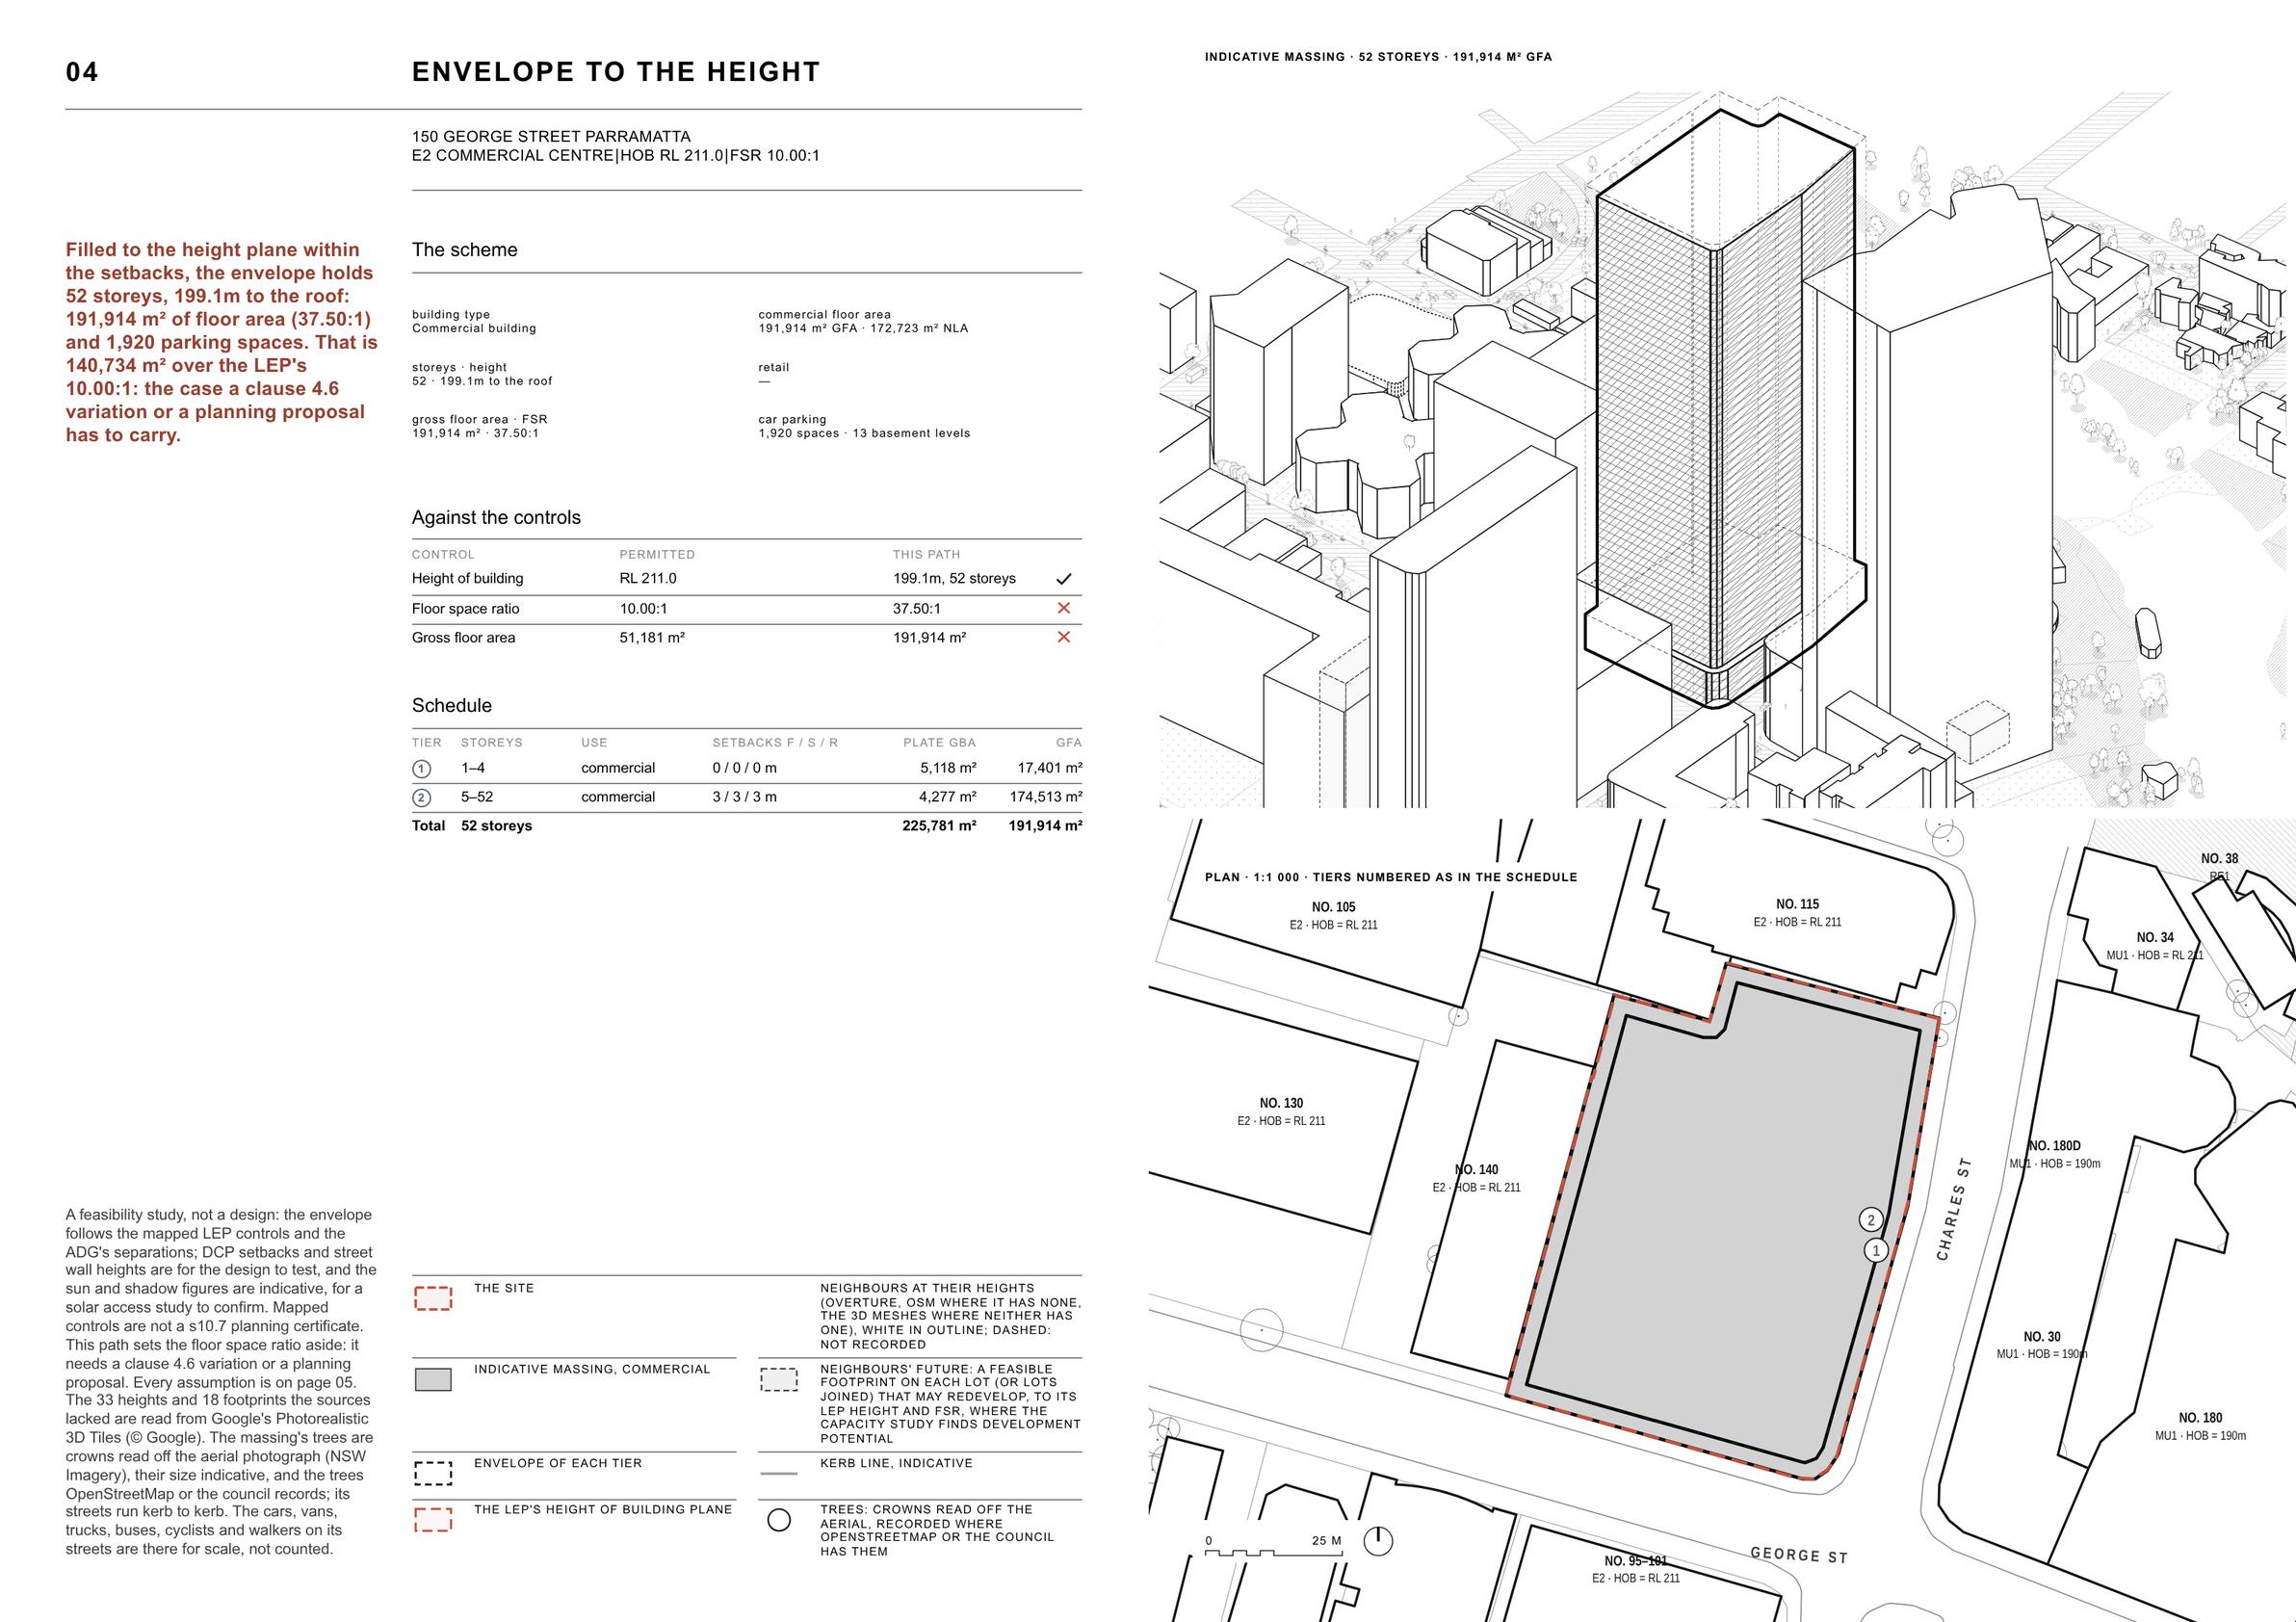 04
ENVELOPE TO THE HEIGHT
150 GEORGE STREET PARRAMATTA
E2 COMMERCIAL CENTRE|HOB RL 211.0|FSR 10.00:1
Filled to the height plane within
the setbacks, the envelope holds
52 storeys, 199.1m to the roof:
191,914 m² of floor area (37.50:1)
and 1,920 parking spaces. That is
140,734 m² over the LEP's
10.00:1: the case a clause 4.6
variation or a planning proposal
has to carry.
The scheme
building type
Commercial building
commercial floor area
191,914 m² GFA · 172,723 m² NLA
storeys · height
52 · 199.1m to the roof
retail
—
gross floor area · FSR
191,914 m² · 37.50:1
car parking
1,920 spaces · 13 basement levels
Against the controls
CONTROL PERMITTED THIS PATH
Height of building RL 211.0 199.1m, 52 storeys ✓
Floor space ratio 10.00:1 37.50:1 ✕
Gross floor area 51,181 m² 191,914 m² ✕
Schedule
TIER STOREYS USE SETBACKS F / S / R PLATE GBA GFA
1 1–4 commercial 0 / 0 / 0 m 5,118 m² 17,401 m²
2 5–52 commercial 3 / 3 / 3 m 4,277 m² 174,513 m²
Total 52 storeys 225,781 m² 191,914 m²
A feasibility study, not a design: the envelope
follows the mapped LEP controls and the
ADG's separations; DCP setbacks and street
wall heights are for the design to test, and the
sun and shadow figures are indicative, for a
solar access study to confirm. Mapped
controls are not a s10.7 planning certificate.
This path sets the floor space ratio aside: it
needs a clause 4.6 variation or a planning
proposal. Every assumption is on page 05.
The 33 heights and 18 footprints the sources
lacked are read from Google's Photorealistic
3D Tiles (© Google). The massing's trees are
crowns read off the aerial photograph (NSW
Imagery), their size indicative, and the trees
OpenStreetMap or the council records; its
streets run kerb to kerb. The cars, vans,
trucks, buses, cyclists and walkers on its
streets are there for scale, not counted.
THE SITE
INDICATIVE MASSING, COMMERCIAL
ENVELOPE OF EACH TIER
THE LEP'S HEIGHT OF BUILDING PLANE
NEIGHBOURS AT THEIR HEIGHTS
(OVERTURE, OSM WHERE IT HAS NONE,
THE 3D MESHES WHERE NEITHER HAS
ONE), WHITE IN OUTLINE; DASHED:
NOT RECORDED
NEIGHBOURS' FUTURE: A FEASIBLE
FOOTPRINT ON EACH LOT (OR LOTS
JOINED) THAT MAY REDEVELOP, TO ITS
LEP HEIGHT AND FSR, WHERE THE
CAPACITY STUDY FINDS DEVELOPMENT
POTENTIAL
KERB LINE, INDICATIVE
TREES: CROWNS READ OFF THE
AERIAL, RECORDED WHERE
OPENSTREETMAP OR THE COUNCIL
HAS THEM
INDICATIVE MASSING · 52 STOREYS · 191,914 M² GFA
PLAN · 1:1 000 · TIERS NUMBERED AS IN THE SCHEDULE
NO. 105
E2 · HOB = RL 211
NO. 115
E2 · HOB = RL 211
NO. 38
RE1
NO. 34
MU1 · HOB = RL 211
NO. 130
E2 · HOB = RL 211
NO. 140
E2 · HOB = RL 211
NO. 180D
MU1 · HOB = 190m
2
1
CHARLES ST
NO. 30
MU1 · HOB = 190m
NO. 180
MU1 · HOB = 190m
0 25 M
GEORGE ST
NO. 95–101
E2 · HOB = RL 211